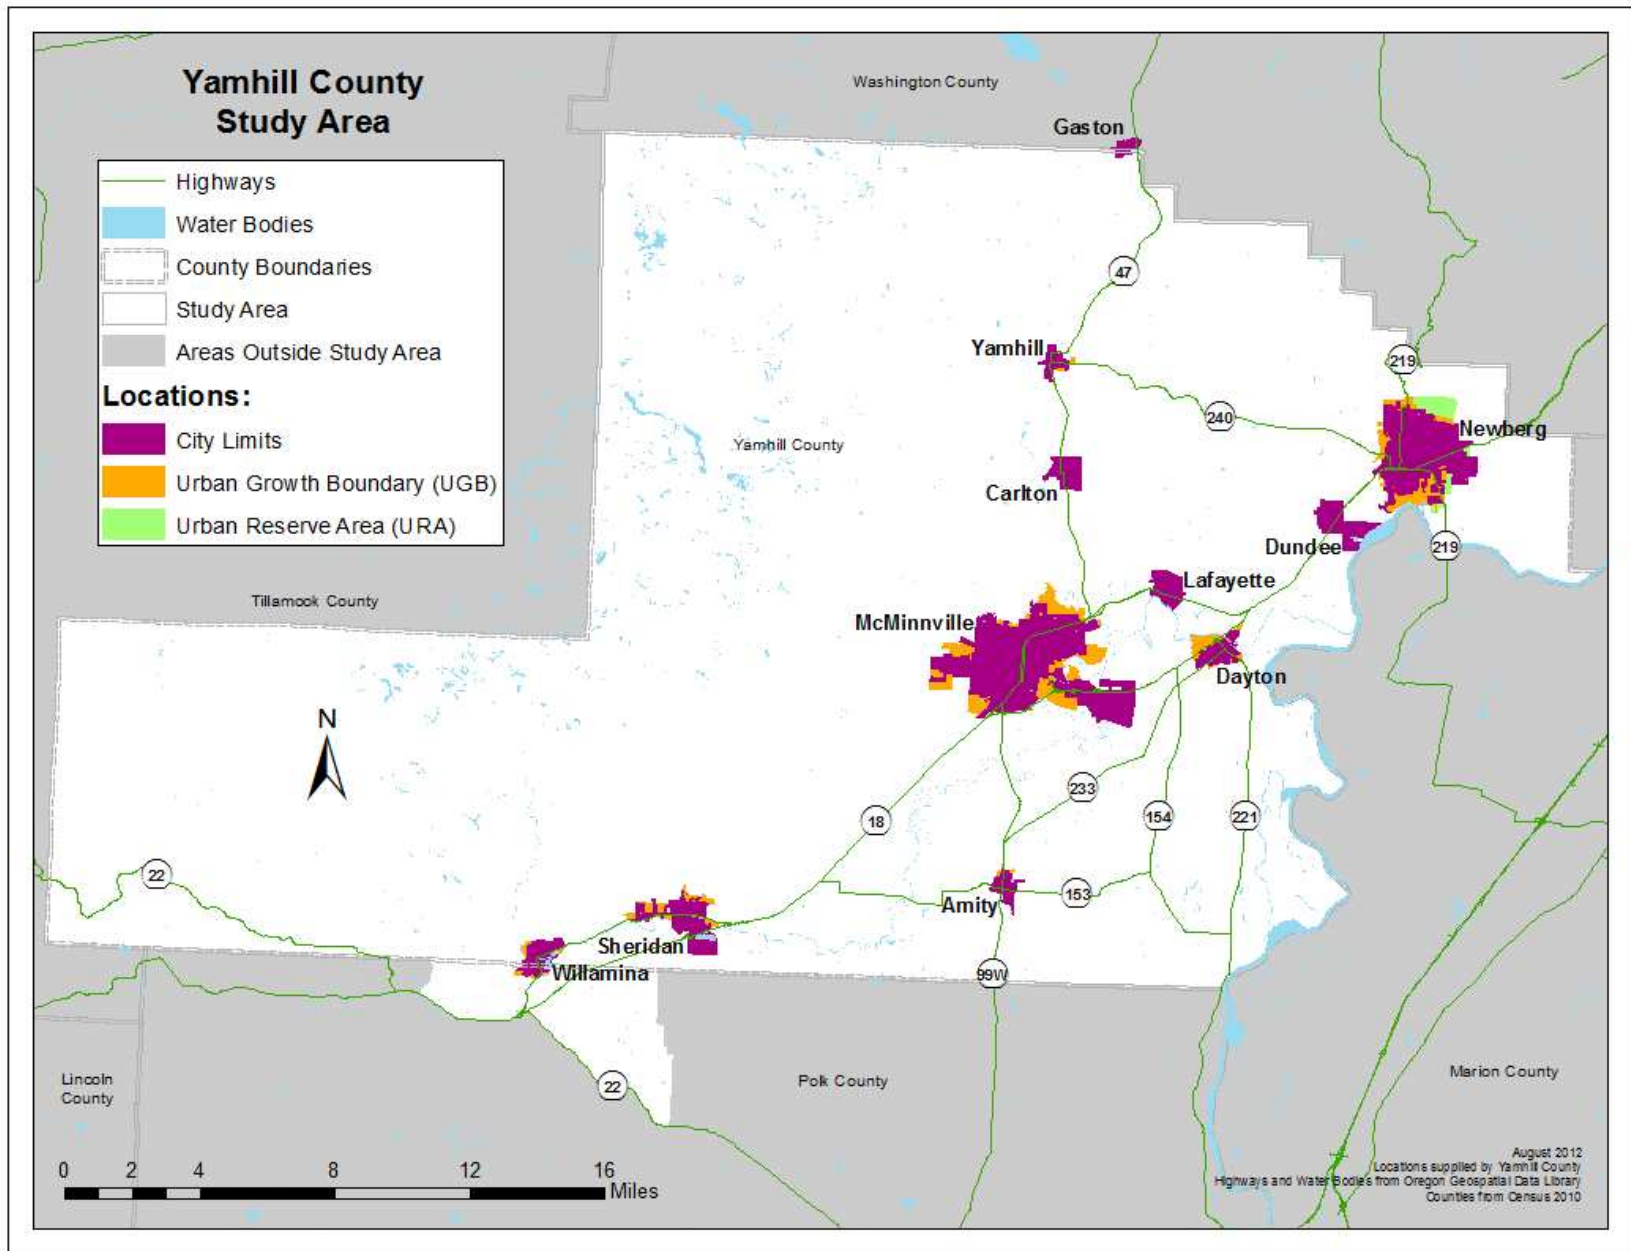 Yamhill County
Study Area
Highways
Water Bodies
County Boundaries
Study Area
Areas Outside Study Area
Locations:
City Limits
Urban Growth Boundary (UGB)
Urban Reserve Area (URA)
Washington County
Gaston
47
Yamhill
219
240
Newberg
Yamhill County
Carlton
Dundee
219
Lafayette
Tillamook County
McMinnville
Dayton
N
233
18
154
221
22
153
Amity
Sheridan
Willamina
99W
22
Polk County
Marion County
Lincoln
County
0 2 4 8 12 16
Miles
August 2012
Locations supplied by Yamhill County
Highways and Water Bodies from Oregon Geospatial Data Library
Counties from Census 2010